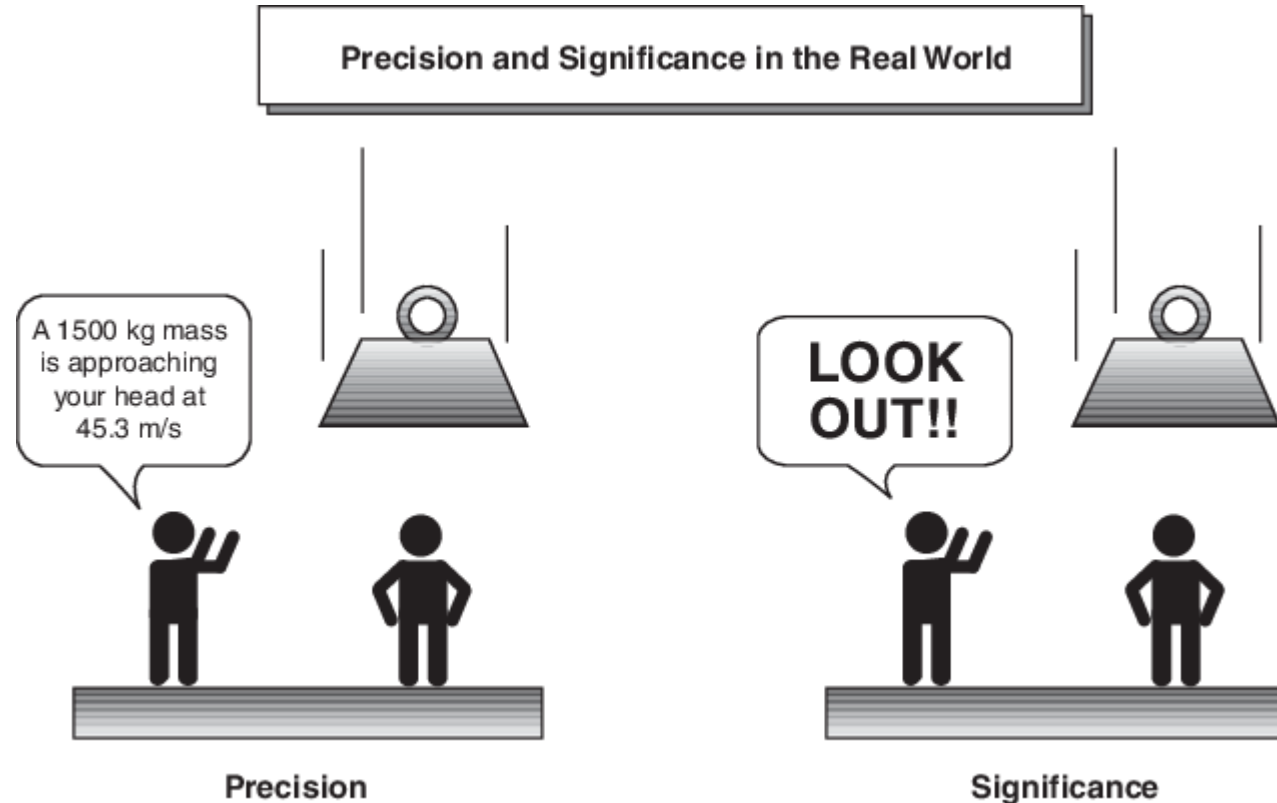 Precision and Significance in the Real World
A 1500 kg mass
is approaching
your head at
45.3 m/s
LOOK
OUT!!
Precision
Significance